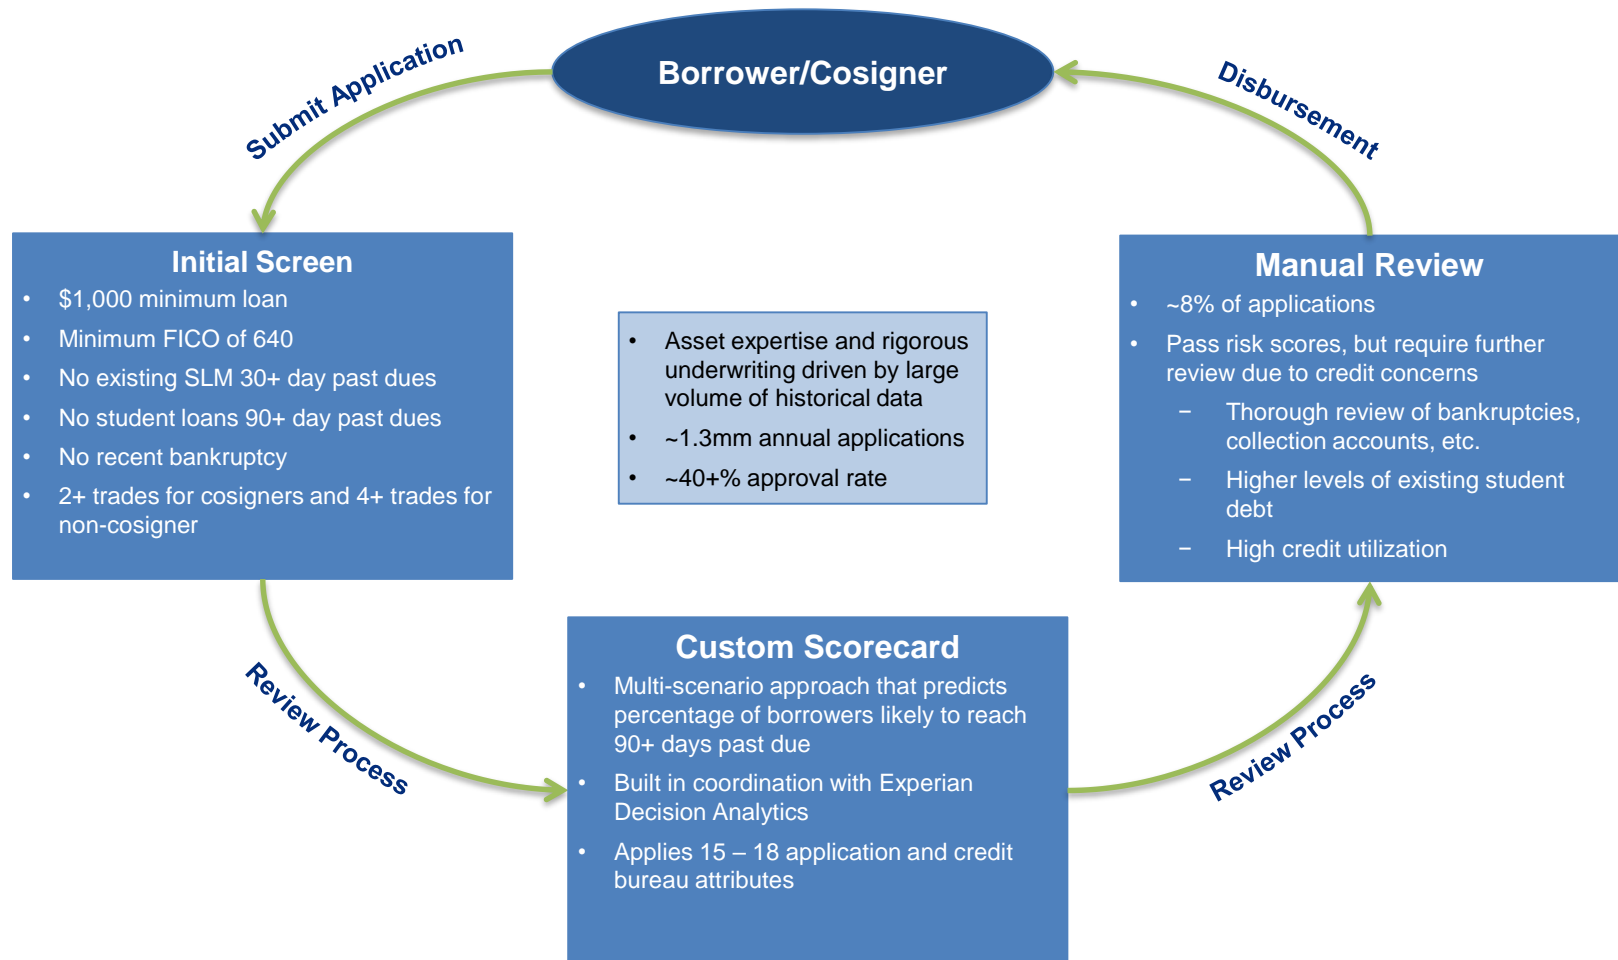 Borrower/Cosigner
Submit Application
Disbursement
Initial Screen
• $1,000 minimum loan
• Minimum FICO of 640
• No existing SLM 30+ day past dues
• No student loans 90+ day past dues
• No recent bankruptcy
• 2+ trades for cosigners and 4+ trades for
non-cosigner
• Asset expertise and rigorous
underwriting driven by large
volume of historical data
• ~1.3mm annual applications
• ~40+% approval rate
Manual Review
• ~8% of applications
• Pass risk scores, but require further
review due to credit concerns
− Thorough review of bankruptcies,
collection accounts, etc.
− Higher levels of existing student
debt
− High credit utilization
Review Process
Custom Scorecard
• Multi-scenario approach that predicts
percentage of borrowers likely to reach
90+ days past due
• Built in coordination with Experian
Decision Analytics
• Applies 15 – 18 application and credit
bureau attributes
Review Process